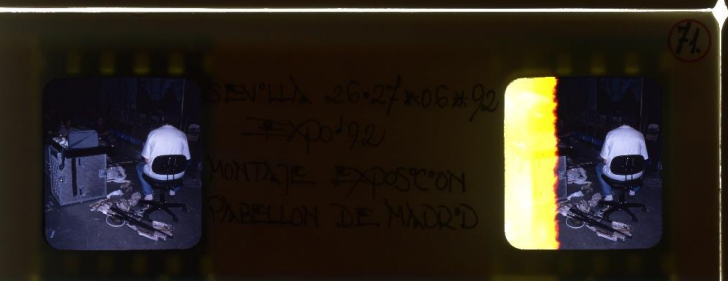 71.
SEVILLA 26·27*06*92
EXPO'92
MONTAJE EXPOSICION
PABELLON DE MADRID